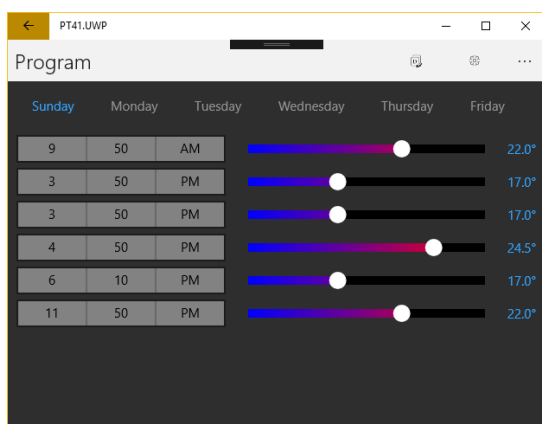 PT41.UWP
Program
Sunday Monday Tuesday Wednesday Thursday Friday
9 50 AM 22.0°
3 50 PM 17.0°
3 50 PM 17.0°
4 50 PM 24.5°
6 10 PM 17.0°
11 50 PM 22.0°